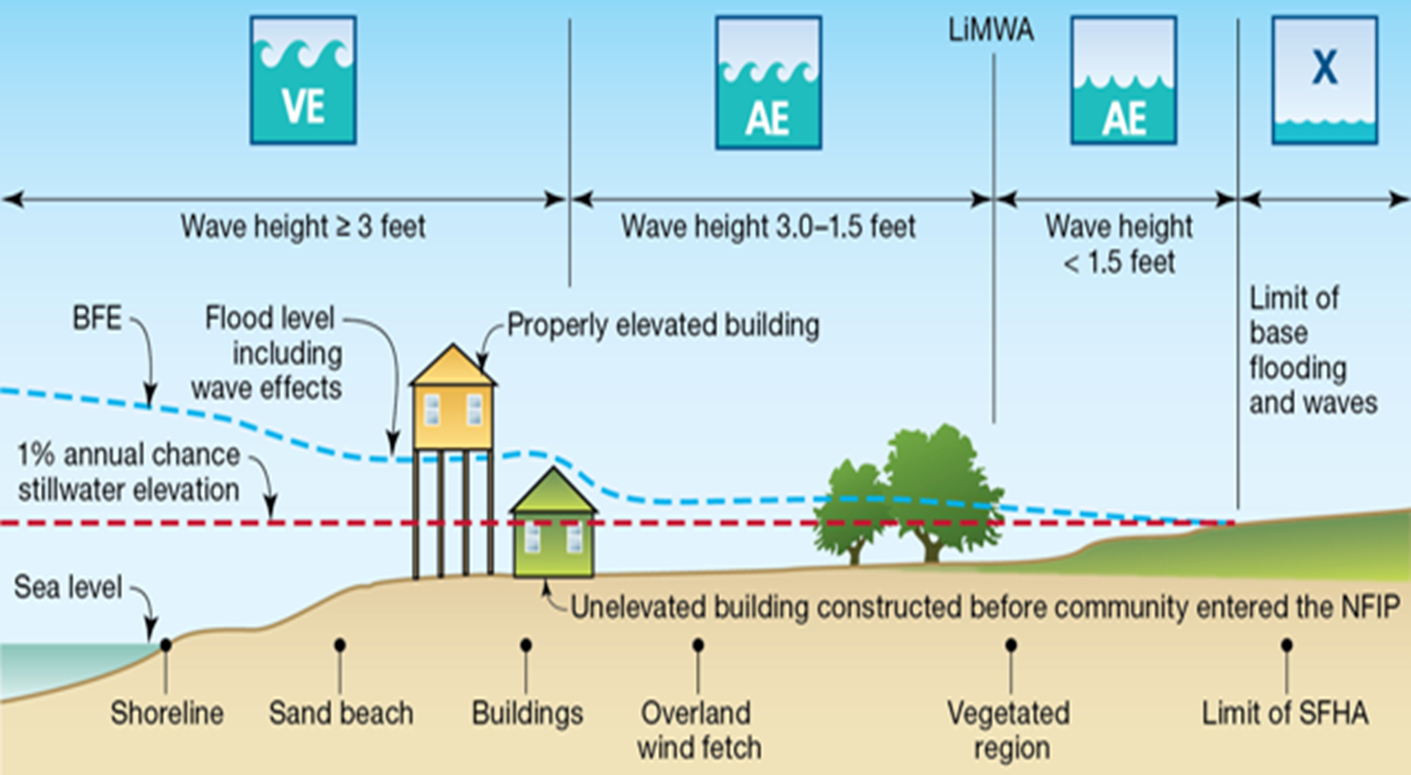 VE
AE
LiMWA
AE
X
Wave height ≥ 3 feet
Wave height 3.0–1.5 feet
Wave height
< 1.5 feet
BFE
Flood level
including
wave effects
Properly elevated building
Limit of
base
flooding
and waves
1% annual chance
stillwater elevation
Sea level
Unelevated building constructed before community entered the NFIP
Shoreline
Sand beach
Buildings
Overland
wind fetch
Vegetated
region
Limit of SFHA